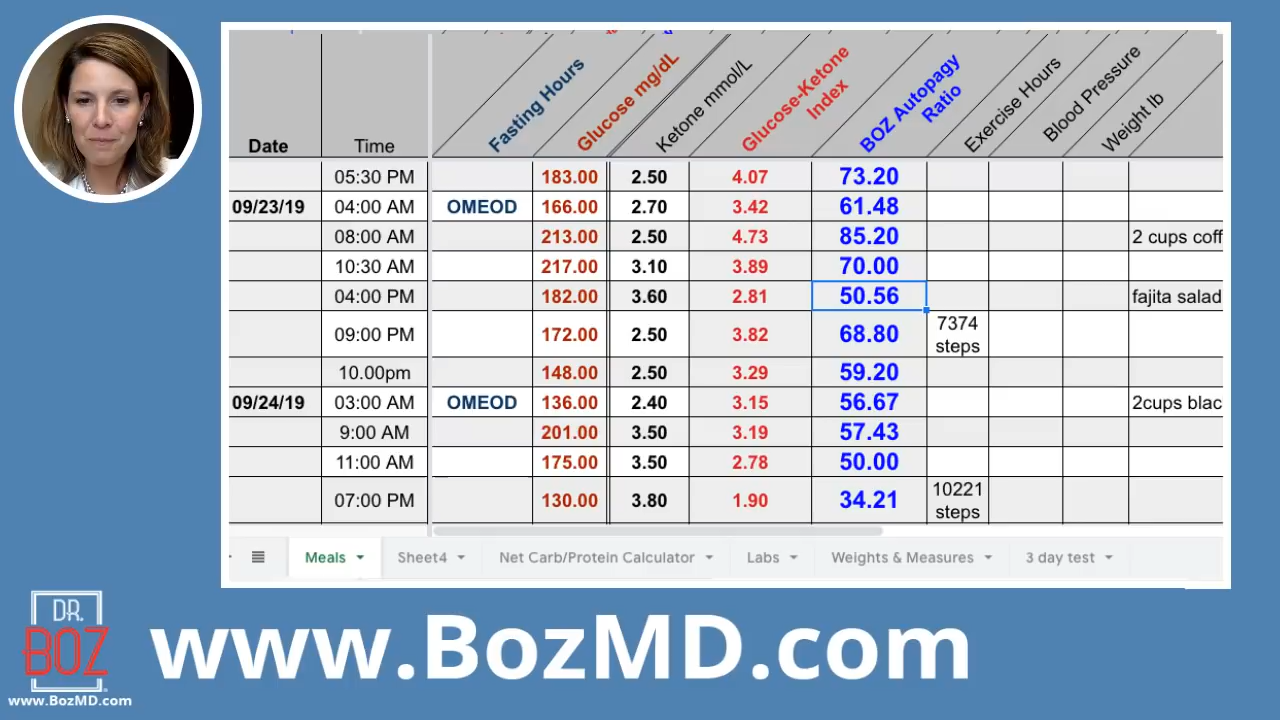 Date Time Fasting Hours Glucose mg/dL Ketone mmol/L Glucose-Ketone Index BOZ Autopagy Ratio Exercise Hours Blood Pressure Weight lb
05:30 PM 183.00 2.50 4.07 73.20
09/23/19 04:00 AM OMEOD 166.00 2.70 3.42 61.48
08:00 AM 213.00 2.50 4.73 85.20 2 cups coff
10:30 AM 217.00 3.10 3.89 70.00
04:00 PM 182.00 3.60 2.81 50.56 fajita salad
09:00 PM 172.00 2.50 3.82 68.80 7374 steps
10.00pm 148.00 2.50 3.29 59.20
09/24/19 03:00 AM OMEOD 136.00 2.40 3.15 56.67 2cups blac
9:00 AM 201.00 3.50 3.19 57.43
11:00 AM 175.00 3.50 2.78 50.00
07:00 PM 130.00 3.80 1.90 34.21 10221 steps
Meals Sheet4 Net Carb/Protein Calculator Labs Weights & Measures 3 day test
DR.
BOZ
www.BozMD.com
www.BozMD.com